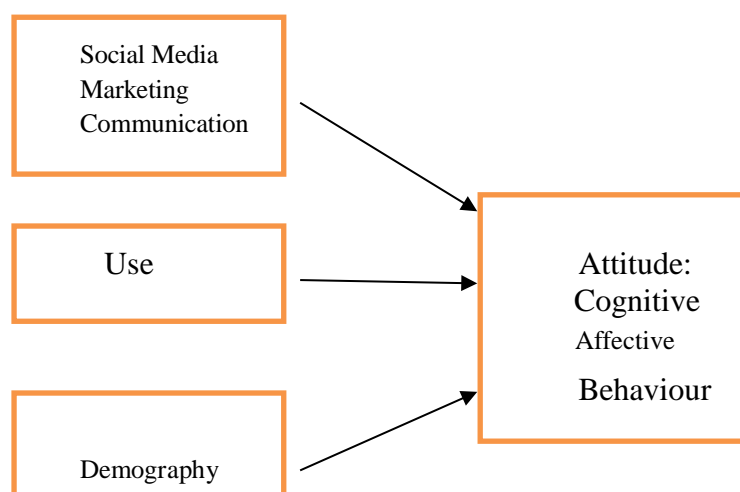 Social Media
Marketing
Communication
Use
Demography
Attitude:
Cognitive
Affective
Behaviour